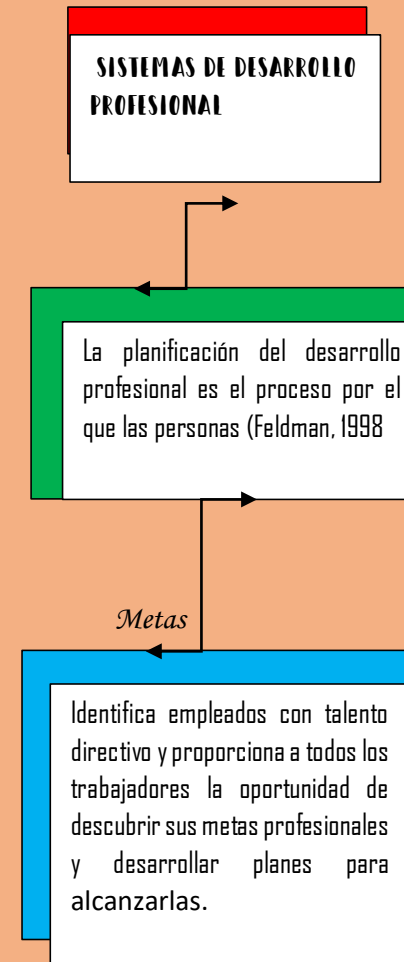 SISTEMAS DE DESARROLLO
PROFESIONAL
La planificación del desarrollo
profesional es el proceso por el
que las personas (Feldman, 1998
Metas
Identifica empleados con talento
directivo y proporciona a todos los
trabajadores la oportunidad de
descubrir sus metas profesionales
y desarrollar planes para
alcanzarlas.